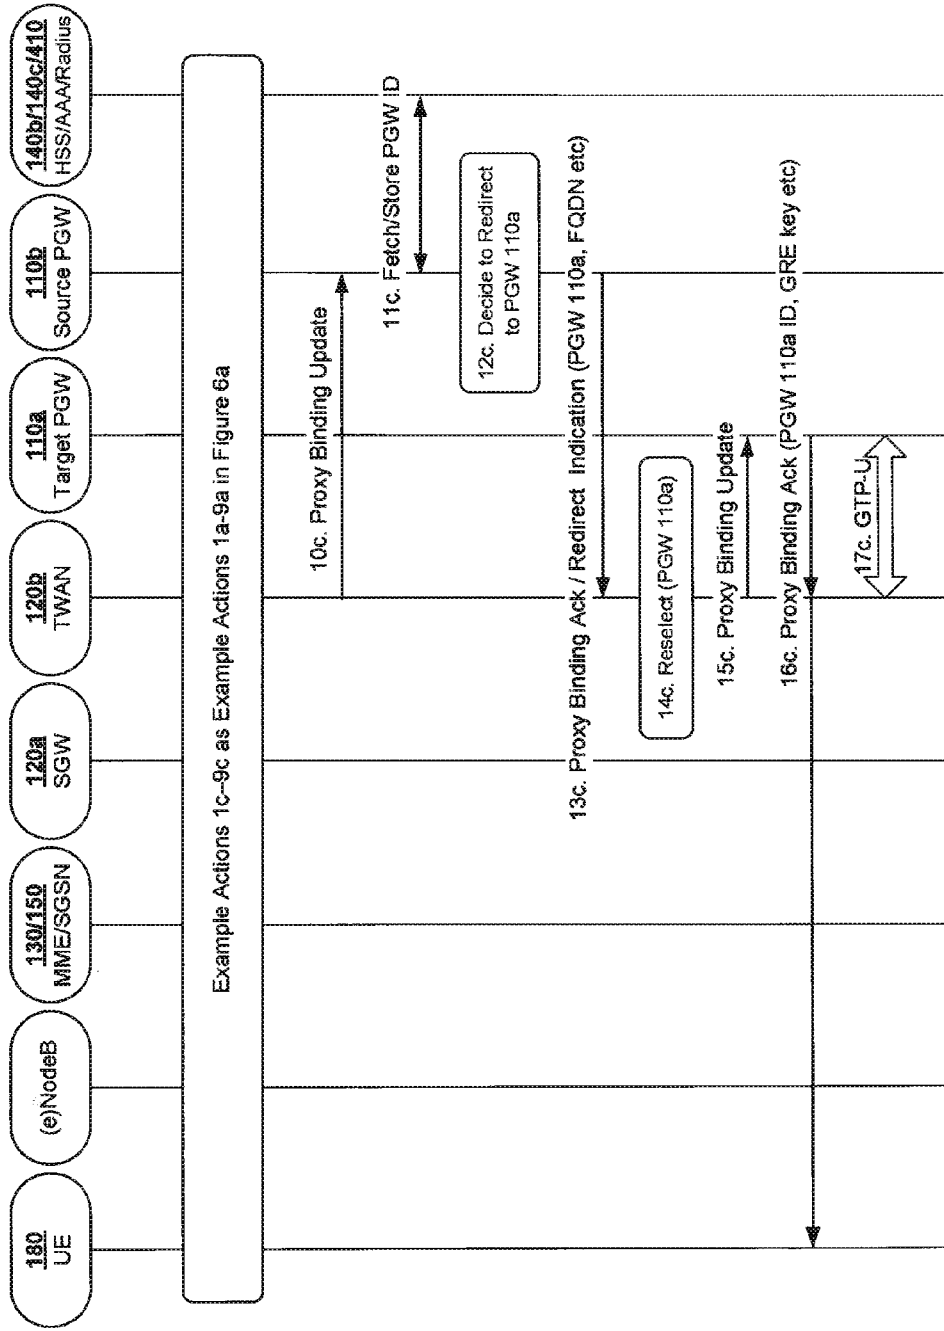 180
UE
(e)NodeB
130/150
MME/SGSN
120a
SGW
120b
TWAN
110a
Target PGW
110b
Source PGW
140b/140c/410
HSS/AAA/Radius
Example Actions 1c–9c as Example Actions 1a-9a in Figure 6a
10c. Proxy Binding Update
11c. Fetch/Store PGW ID
12c. Decide to Redirect
to PGW 110a
13c. Proxy Binding Ack / Redirect Indication (PGW 110a, FQDN etc)
14c. Reselect (PGW 110a)
15c. Proxy Binding Update
16c. Proxy Binding Ack (PGW 110a ID, GRE key etc)
17c. GTP-U